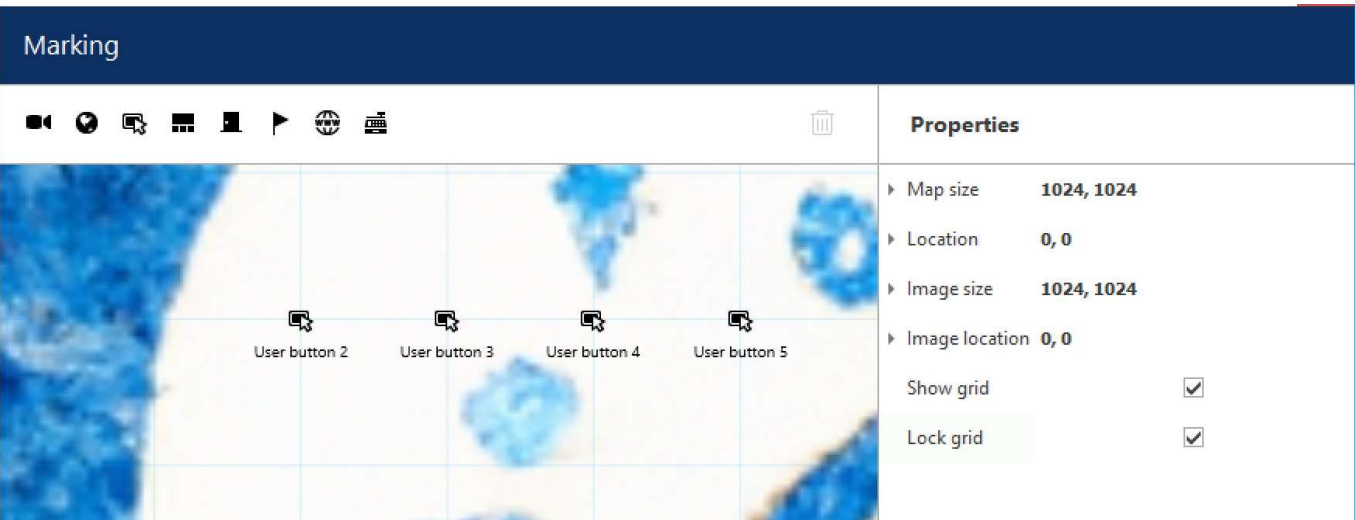 Marking
www
Properties
Map size 1024, 1024
Location 0, 0
Image size 1024, 1024
Image location 0, 0
Show grid
Lock grid
User button 2 User button 3 User button 4 User button 5